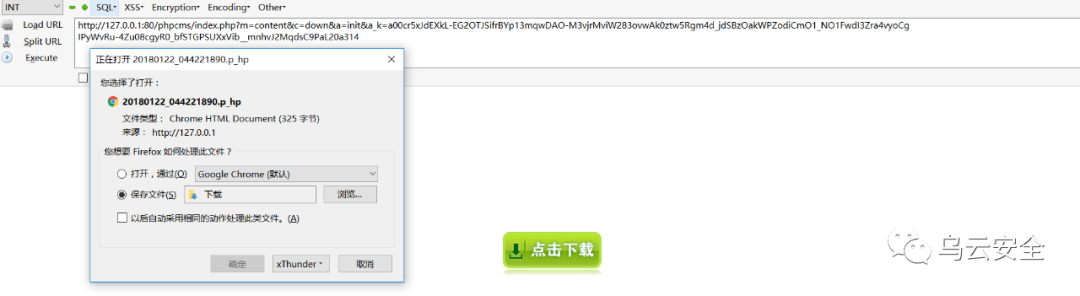 INT SQL▾ XSS▾ Encryption▾ Encoding▾ Other▾
Load URL
Split URL
Execute
http://127.0.0.1:80/phpcms/index.php?m=content&c=down&a=init&a_k=a00cr5xJdEXkL-EG2OTJSifrBYp13mqwDAO-M3vjrMviW283ovwAk0ztw5Rgm4d_jdSBzOakWPZodiCmO1_NO1FwdI3Zra4vyoCg
IPyWvRu-4Zu08cgyR0_bfSTGPSUXxVib__mnhvJ2MqdsC9PaL20a314
正在打开 20180122_044221890.p_hp
您选择了打开：
20180122_044221890.p_hp
文件类型： Chrome HTML Document (325 字节)
来源： http://127.0.0.1
您想要 Firefox 如何处理此文件？
打开，通过(O) Google Chrome (默认)
保存文件(S) 下载 浏览...
以后自动采用相同的动作处理此类文件。(A)
确定 xThunder 取消
点击下载
乌云安全